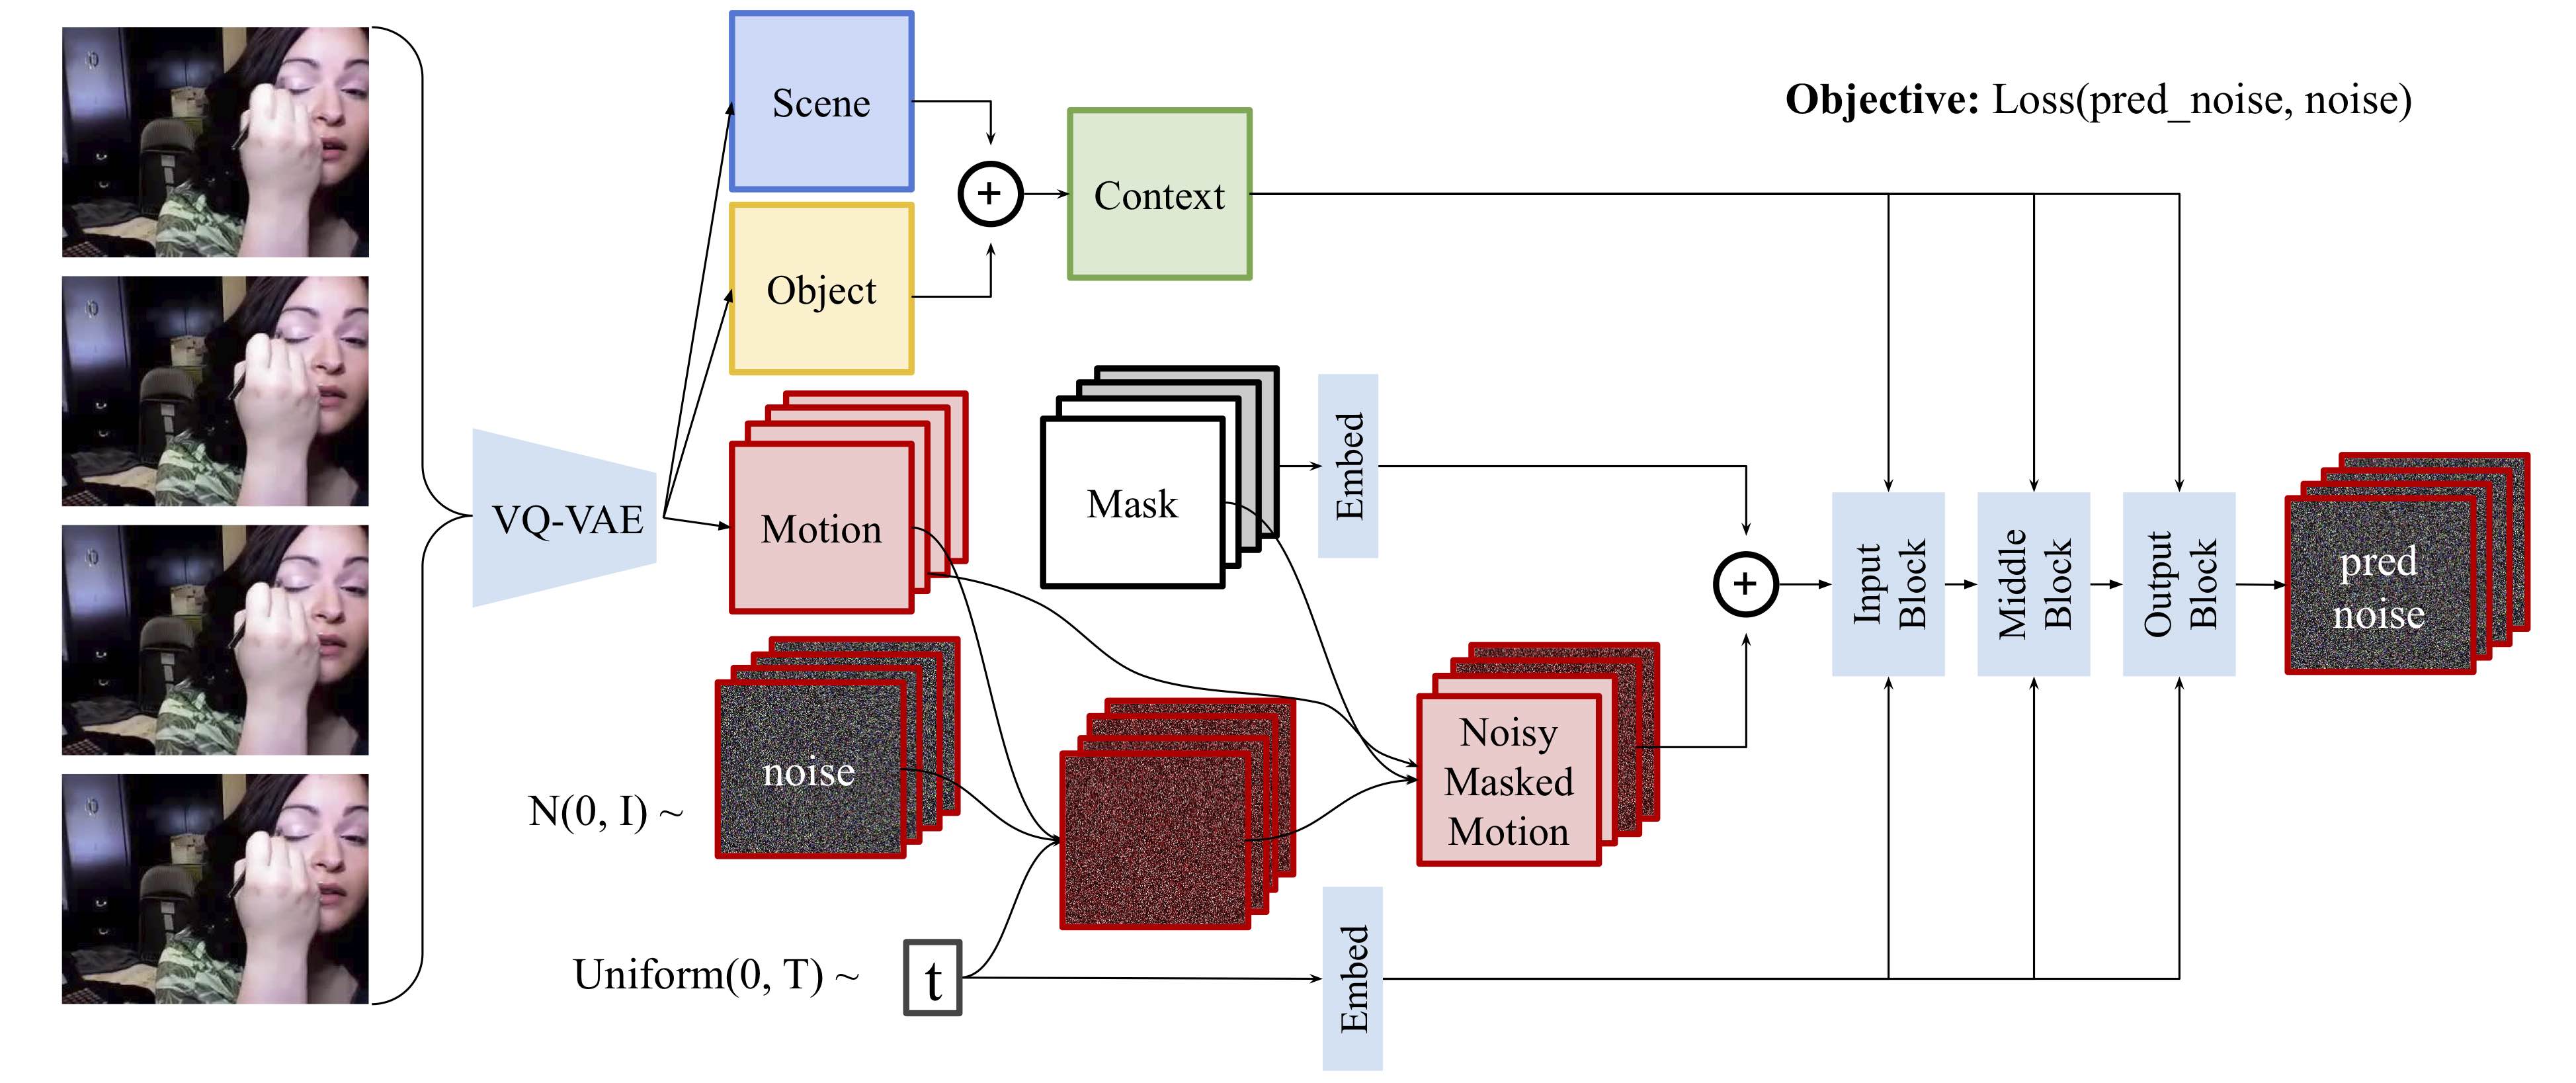 Scene
Objective: Loss(pred_noise, noise)
+
Context
Object
Embed
Mask
VQ-VAE
Motion
+
Input
Block
Middle
Block
Output
Block
pred
noise
Noisy
Masked
Motion
noise
N(0, I) ~
Uniform(0, T) ~
t
Embed